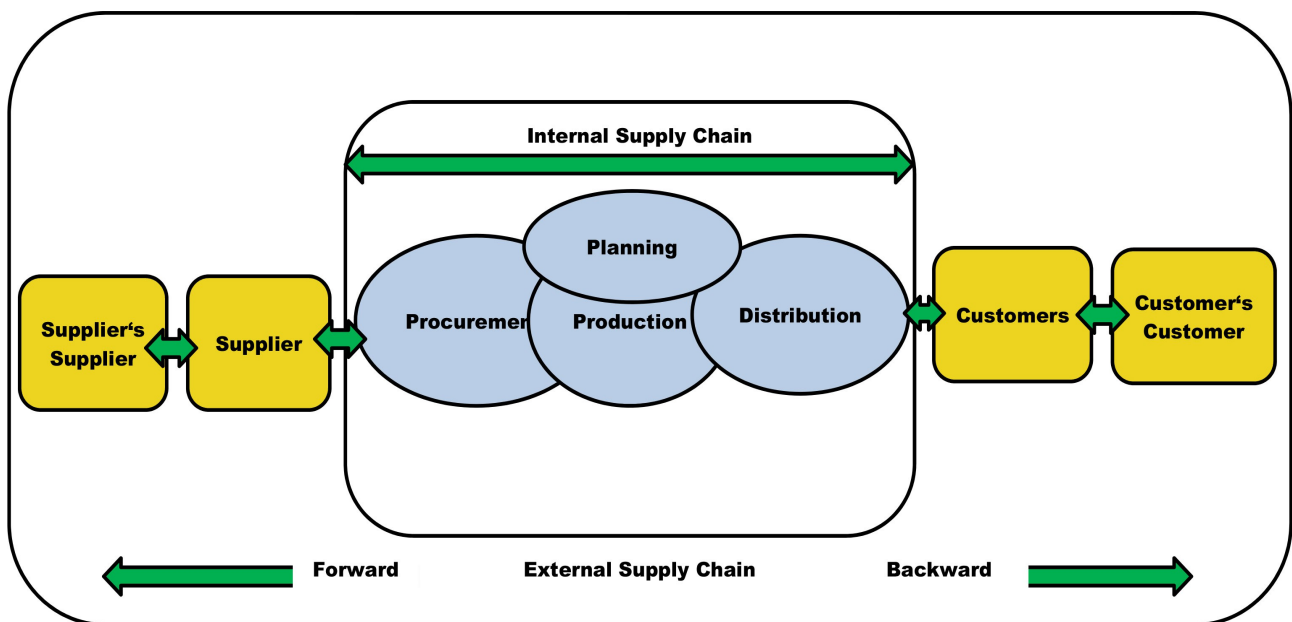 Internal Supply Chain
Planning
Procuremen
Production
Distribution
Supplier‘s
Supplier
Supplier
Customers
Customer‘s
Customer
Forward
External Supply Chain
Backward